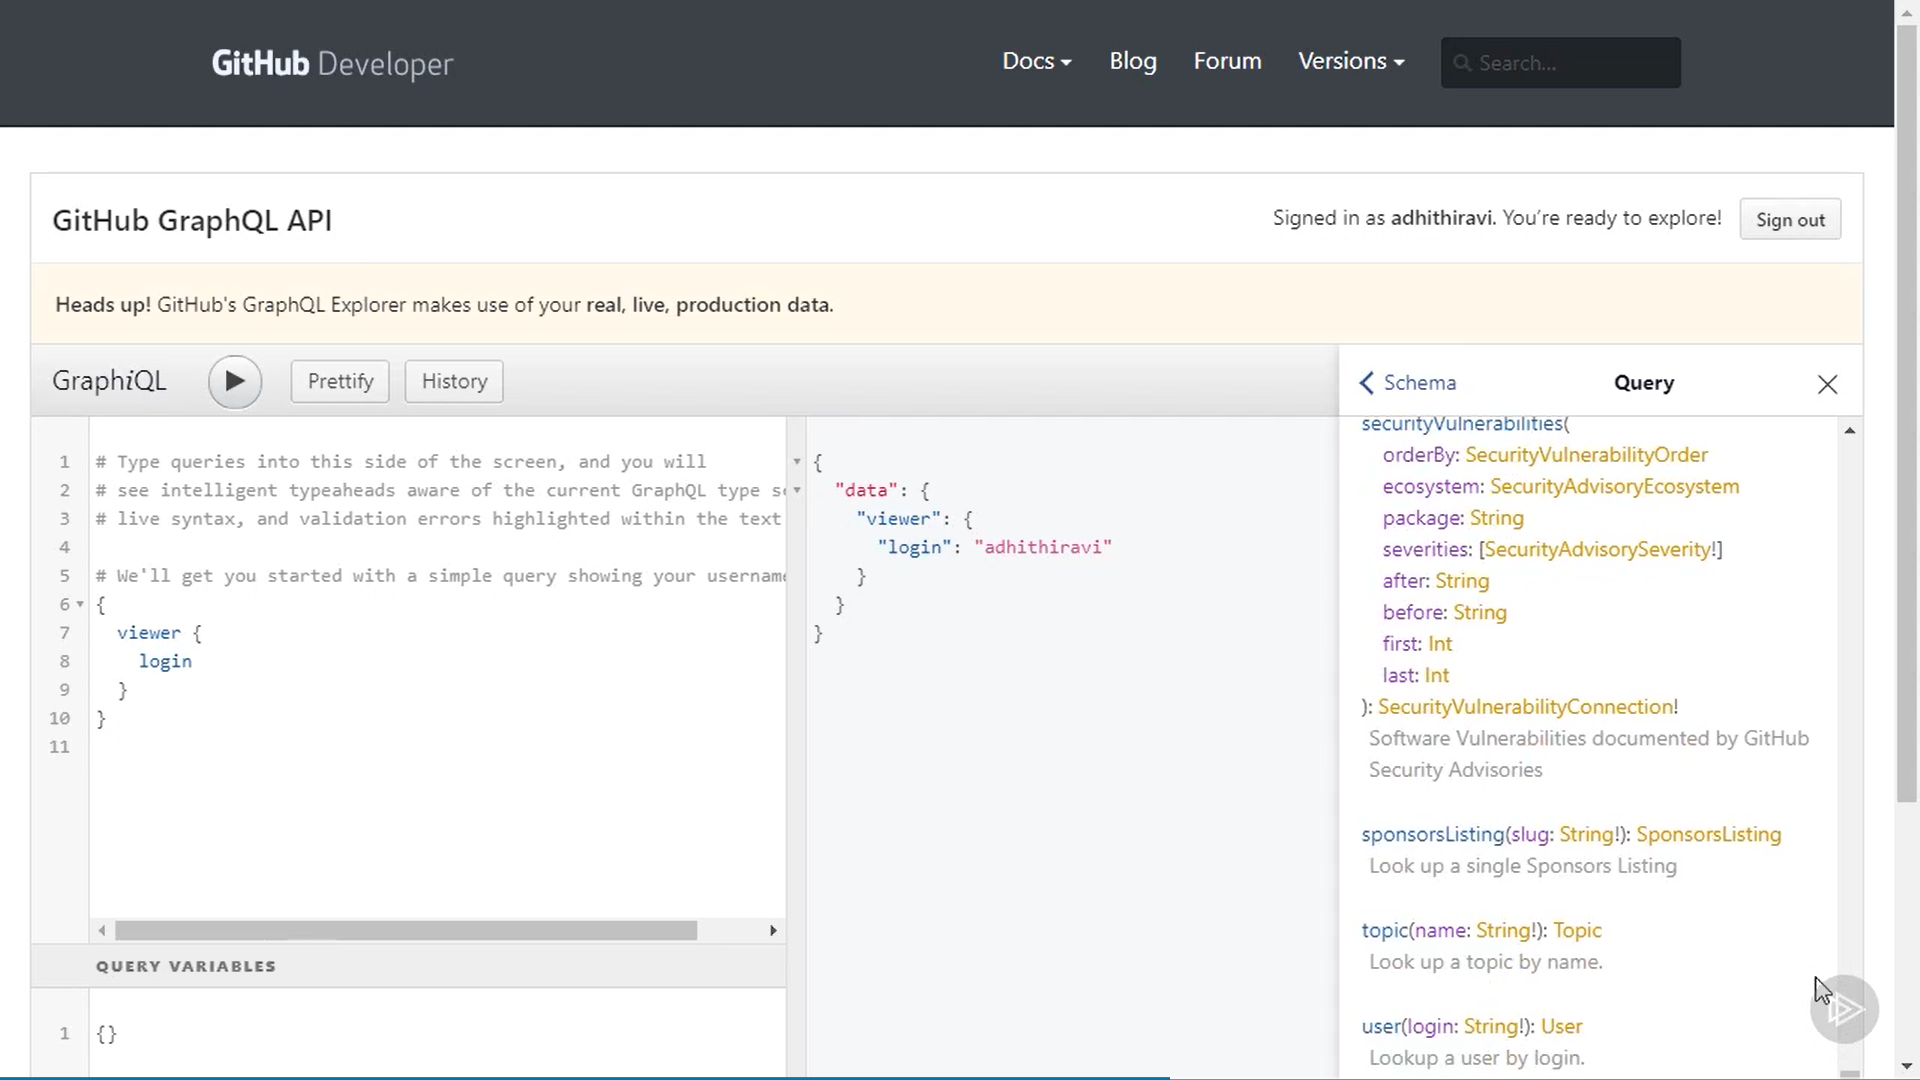 GitHub Developer
Docs
Blog
Forum
Versions
Search...
GitHub GraphQL API
Signed in as adhithiravi. You're ready to explore!
Sign out
Heads up! GitHub's GraphQL Explorer makes use of your real, live, production data.
GraphiQL
Prettify
History
1 # Type queries into this side of the screen, and you will
2 # see intelligent typeaheads aware of the current GraphQL type s
3 # live syntax, and validation errors highlighted within the text
4
5 # We'll get you started with a simple query showing your usernam
6 {
7 viewer {
8 login
9 }
10 }
11
QUERY VARIABLES
1 {}
{
"data": {
"viewer": {
"login": "adhithiravi"
}
}
}
Schema
Query
securityVulnerabilities(
orderBy: SecurityVulnerabilityOrder
ecosystem: SecurityAdvisoryEcosystem
package: String
severities: [SecurityAdvisorySeverity!]
after: String
before: String
first: Int
last: Int
): SecurityVulnerabilityConnection!
Software Vulnerabilities documented by GitHub
Security Advisories
sponsorsListing(slug: String!): SponsorsListing
Look up a single Sponsors Listing
topic(name: String!): Topic
Look up a topic by name.
user(login: String!): User
Lookup a user by login.